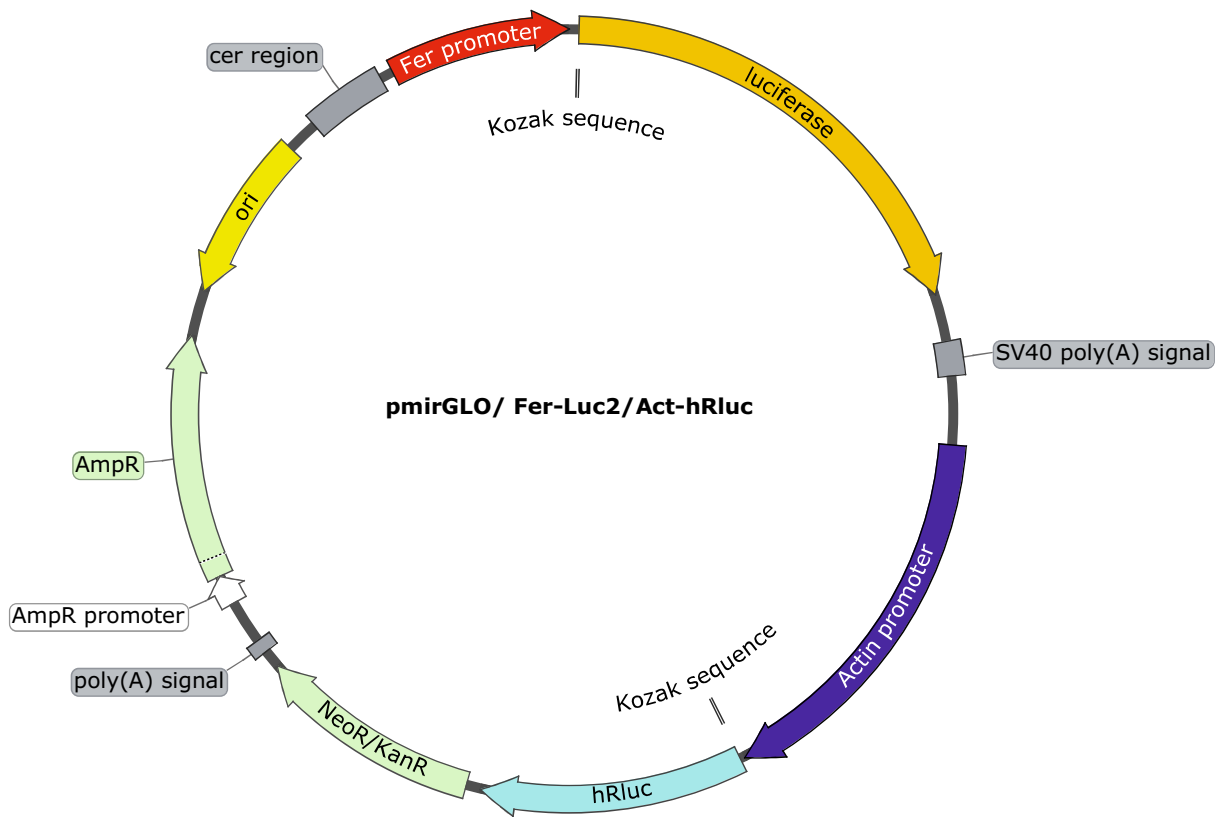 Fer promoter
cer region
luciferase
Kozak sequence
ori
SV40 poly(A) signal
pmirGLO/ Fer-Luc2/Act-hRluc
AmpR
Actin promoter
AmpR promoter
Kozak sequence
poly(A) signal
NeoR/KanR
hRluc